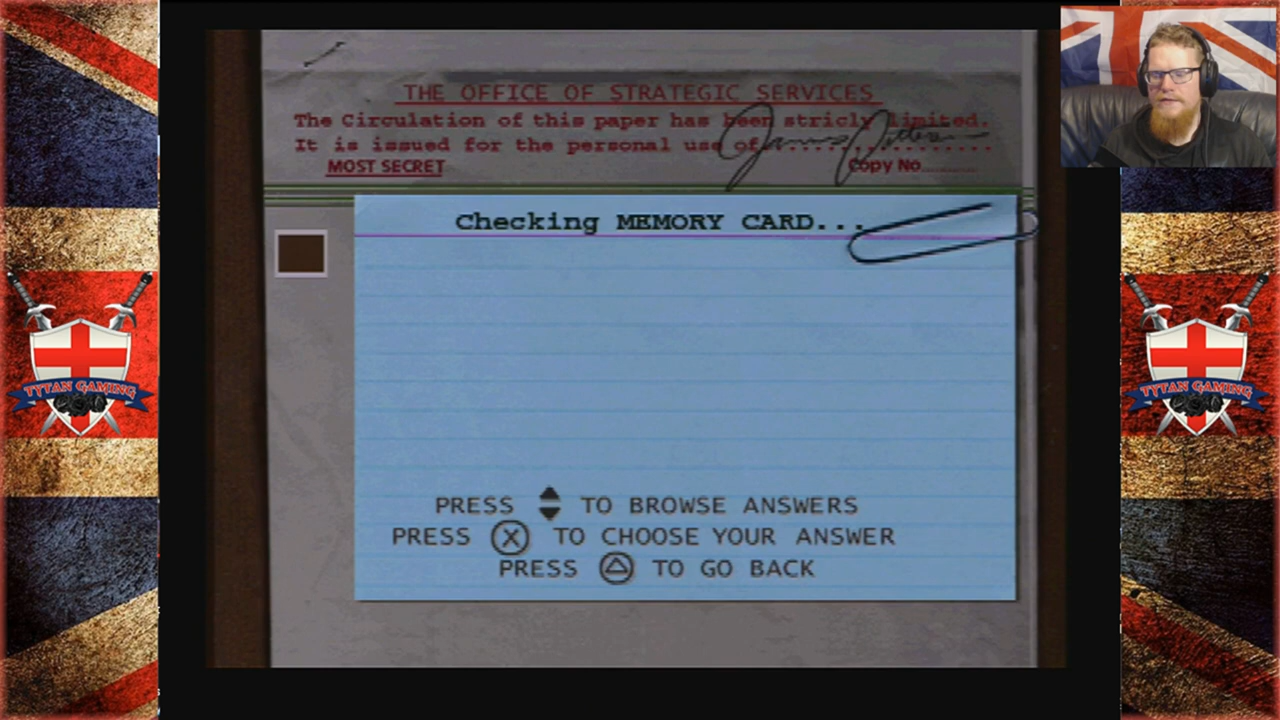 THE OFFICE OF STRATEGIC SERVICES
The Circulation of this paper has been stricly limited.
It is issued for the personal use of
MOST SECRET
Copy No
Checking MEMORY CARD...
PRESS TO BROWSE ANSWERS
PRESS X TO CHOOSE YOUR ANSWER
PRESS TO GO BACK
TYTAN GAMING
TYTAN GAMING